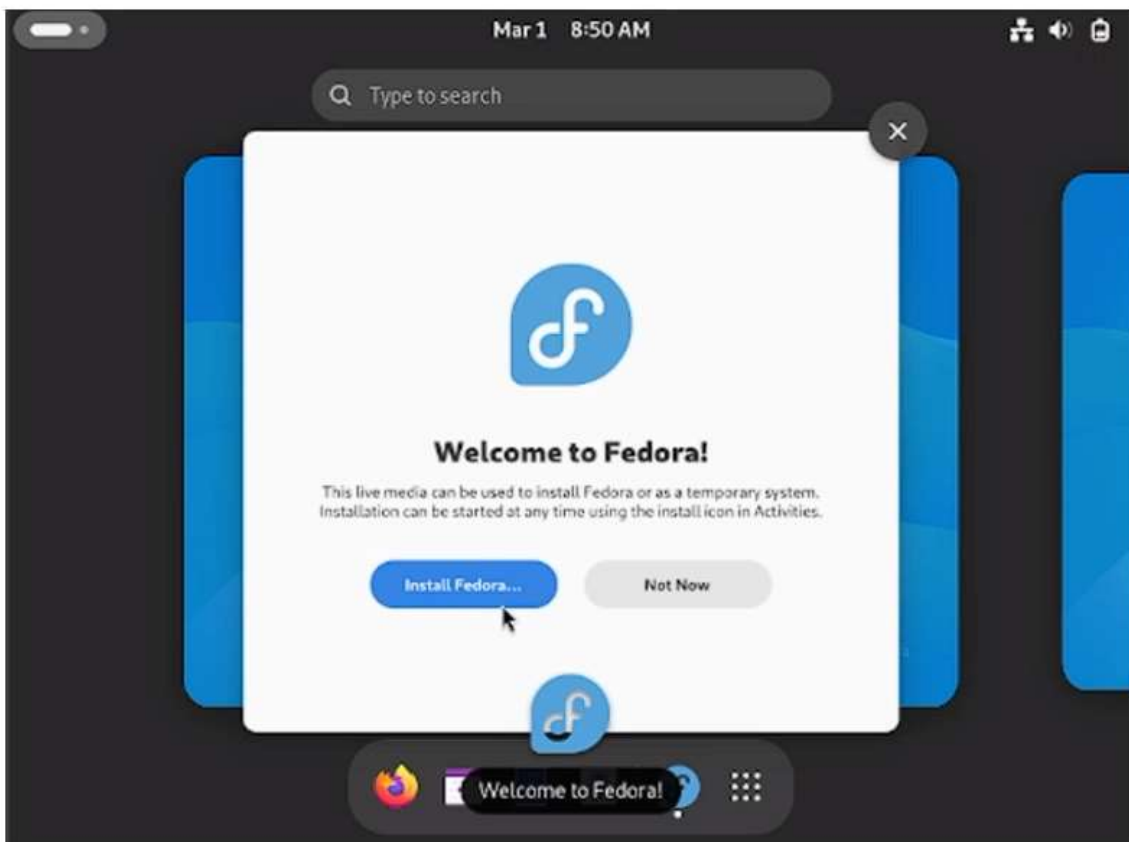 Mar 1 8:50 AM
Type to search
Welcome to Fedora!
This live media can be used to install Fedora or as a temporary system.
Installation can be started at any time using the install icon in Activities.
Install Fedora...
Not Now
Welcome to Fedora!